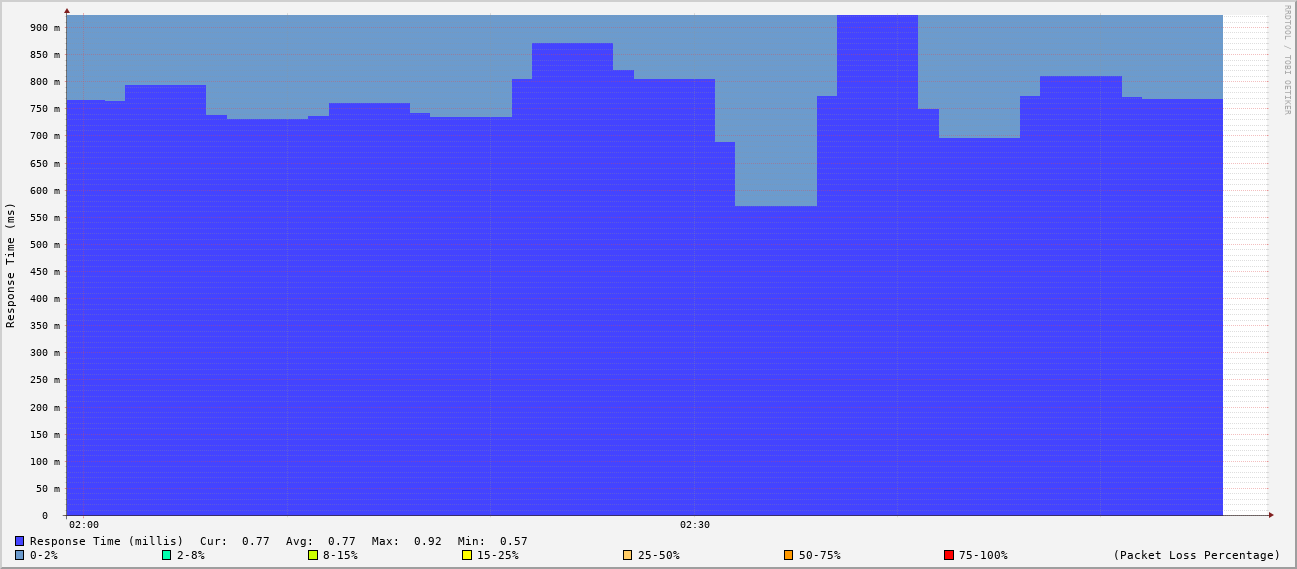 RRDTOOL / TOBI OETIKER
Response Time (ms)
900 m
850 m
800 m
750 m
700 m
650 m
600 m
550 m
500 m
450 m
400 m
350 m
300 m
250 m
200 m
150 m
100 m
50 m
0
02:00 02:30
Response Time (millis) Cur: 0.77 Avg: 0.77 Max: 0.92 Min: 0.57
0-2% 2-8% 8-15% 15-25% 25-50% 50-75% 75-100% (Packet Loss Percentage)